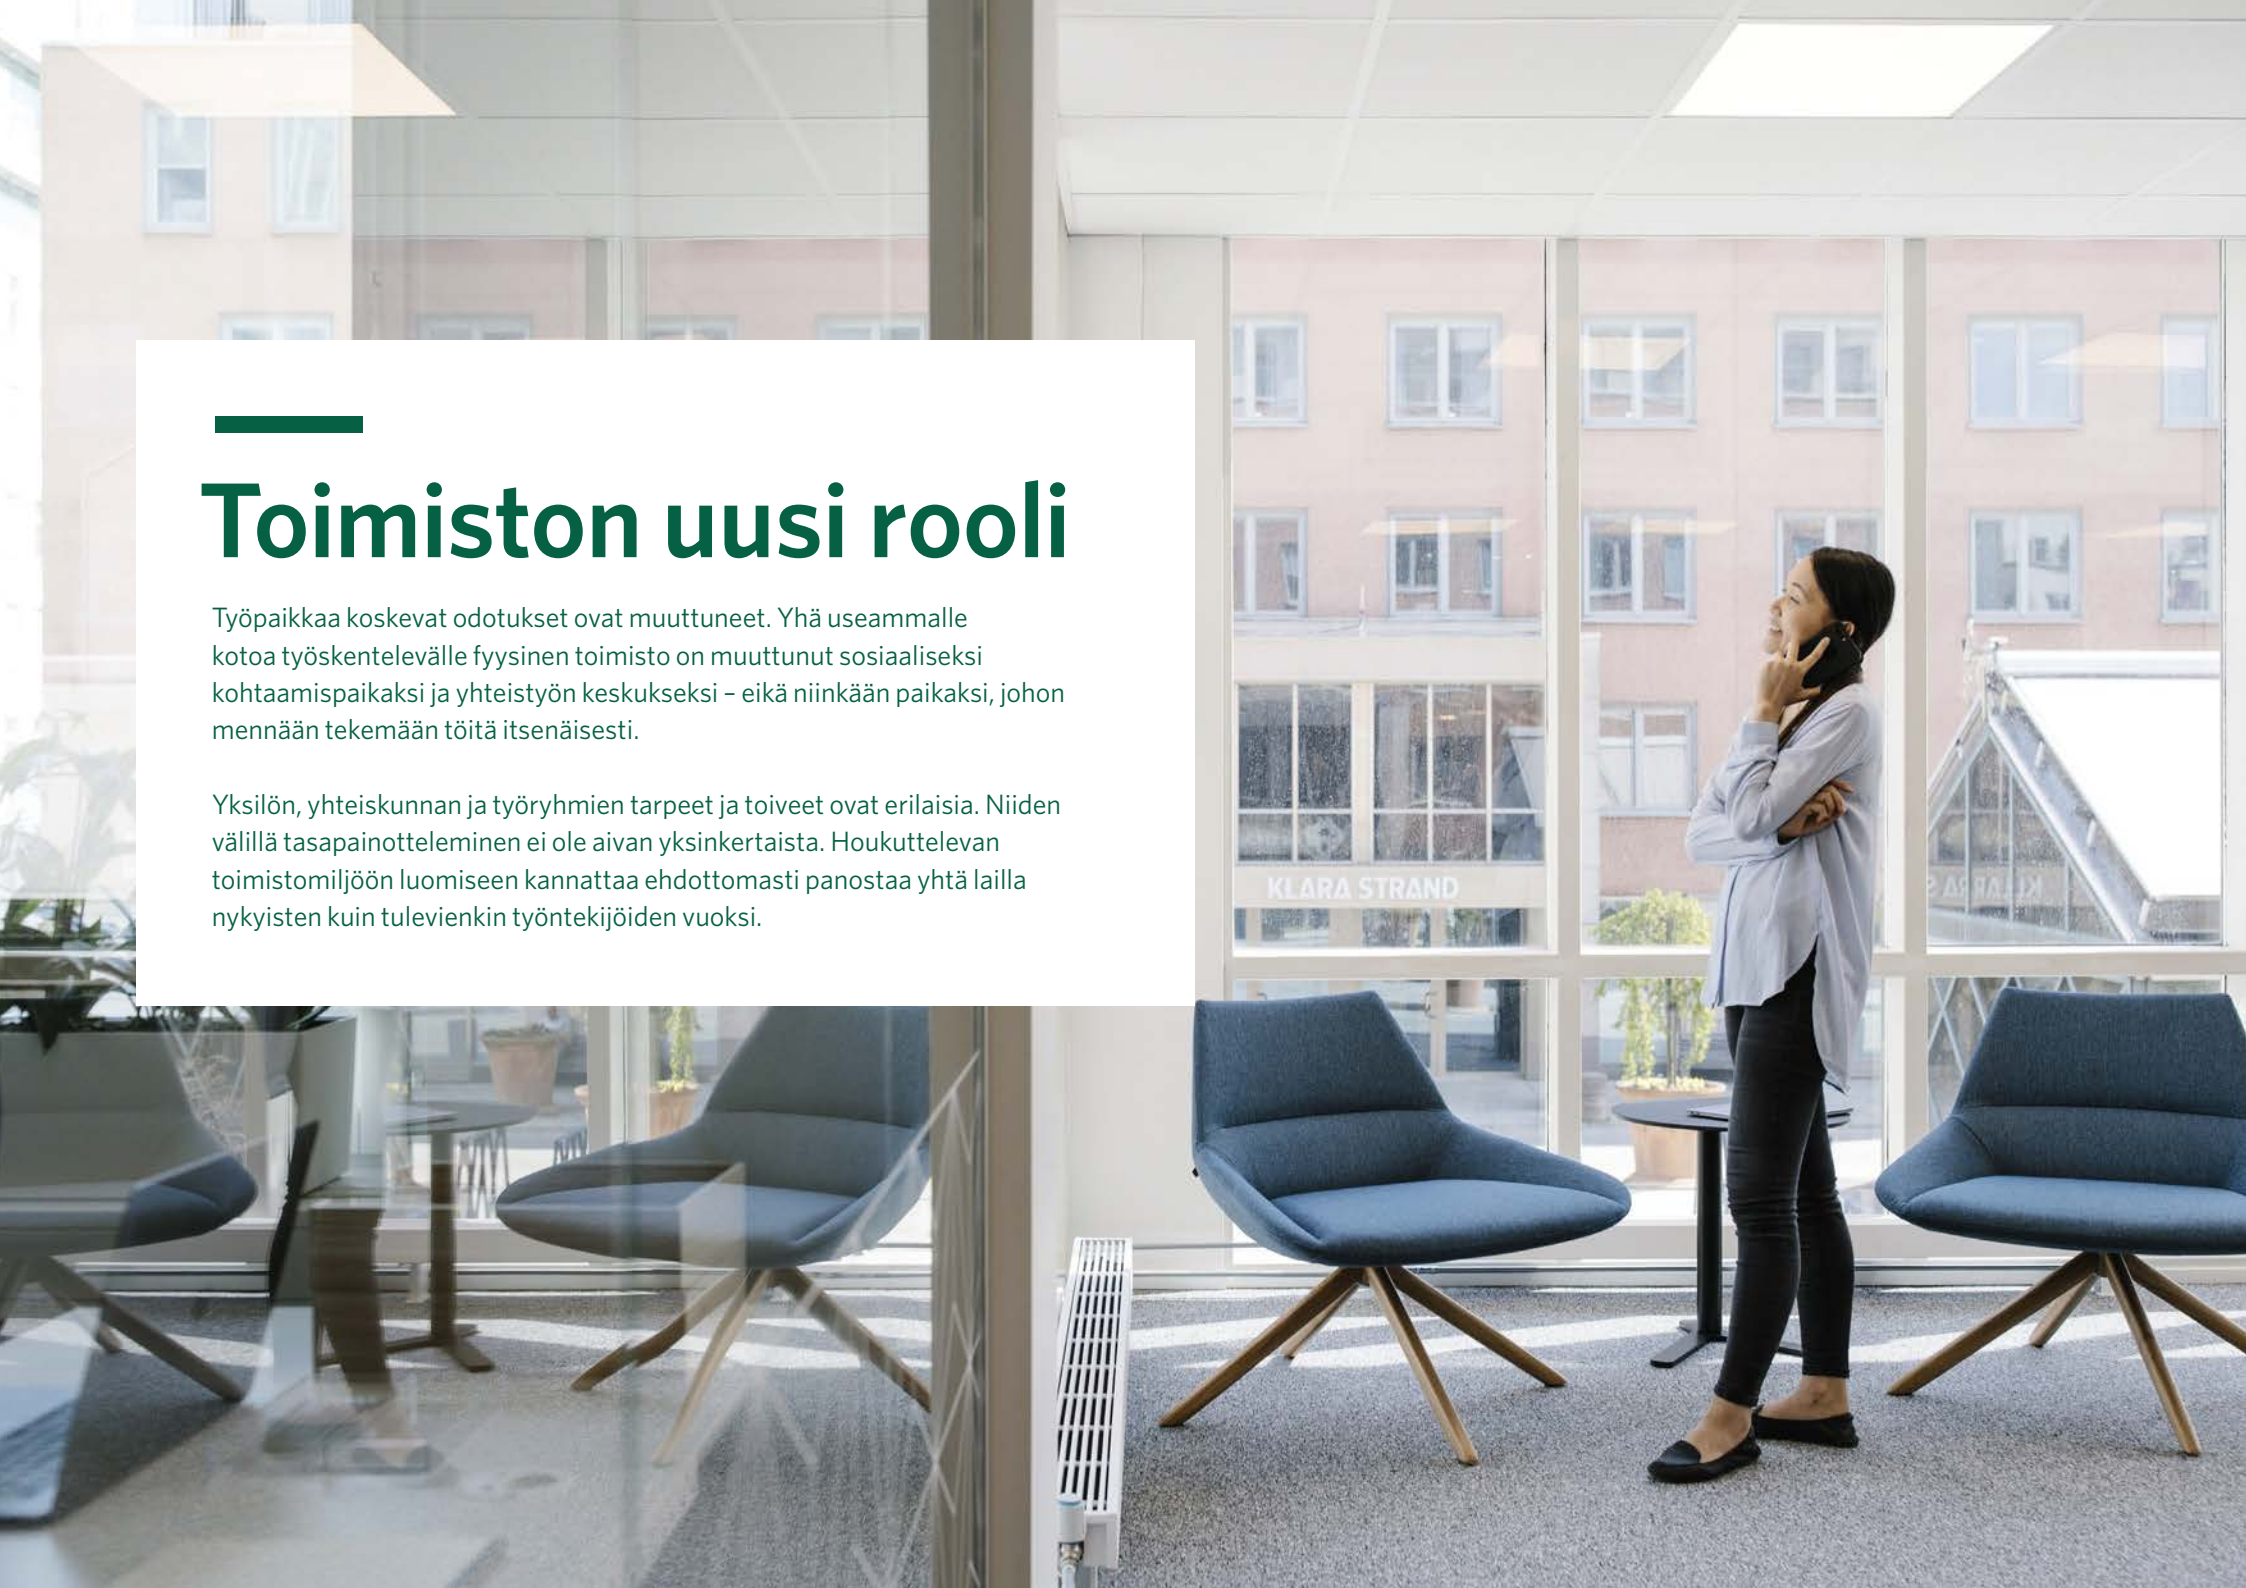 Toimiston uusi rooli
Työpaikkaa koskevat odotukset ovat muuttuneet. Yhä useammalle
kotoa työskentelevälle fyysinen toimisto on muuttunut sosiaaliseksi
kohtaamispaikaksi ja yhteistyön keskukseksi – eikä niinkään paikaksi, johon
mennään tekemään töitä itsenäisesti.
Yksilön, yhteiskunnan ja työryhmien tarpeet ja toiveet ovat erilaisia. Niiden
välillä tasapainotteleminen ei ole aivan yksinkertaista. Houkuttelevan
toimistomiljöön luomiseen kannattaa ehdottomasti panostaa yhtä lailla
nykyisten kuin tulevienkin työntekijöiden vuoksi.
KLARA STRAND